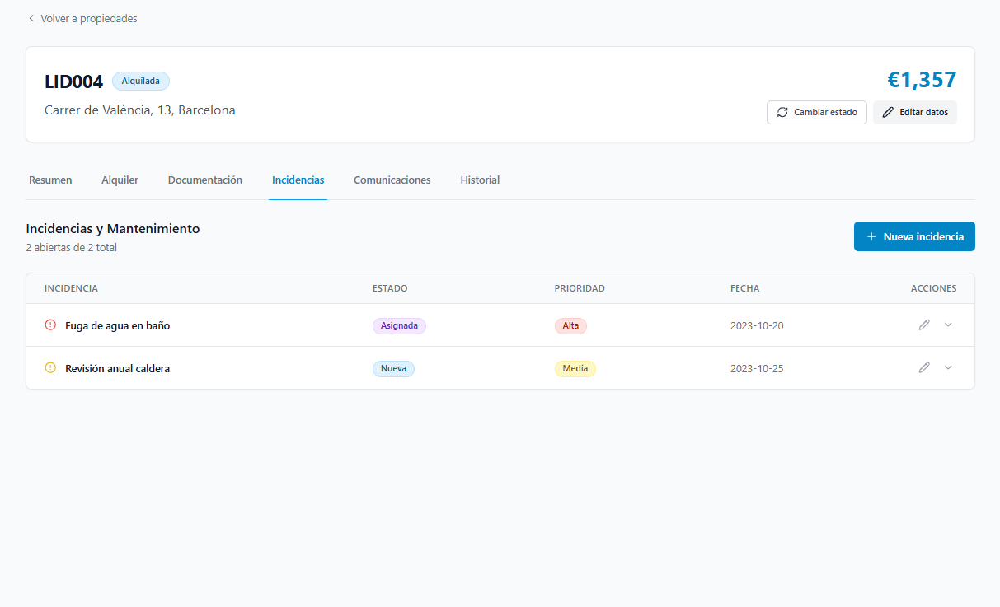 Volver a propiedades
LID004 Alquilada
€1,357
Carrer de València, 13, Barcelona
Cambiar estado Editar datos
Resumen Alquiler Documentación Incidencias Comunicaciones Historial
Incidencias y Mantenimiento
2 abiertas de 2 total
+ Nueva incidencia
INCIDENCIA ESTADO PRIORIDAD FECHA ACCIONES
Fuga de agua en baño Asignada Alta 2023-10-20
Revisión anual caldera Nueva Media 2023-10-25